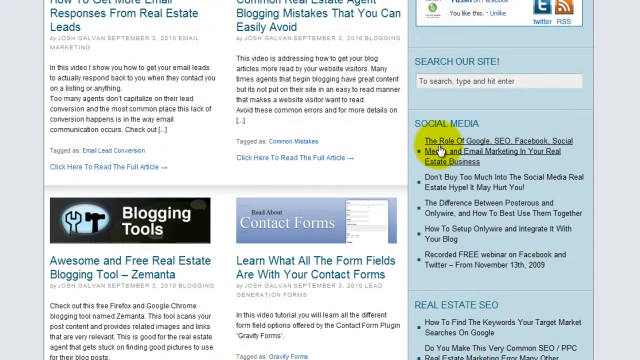 How To Get More Email
Responses From Real Estate
Leads
by JOSH GALVAN SEPTEMBER 3, 2010 EMAIL
MARKETING
In this video I show you how to get your email leads
to actually respond back to you when they contact you
on a listing or anything.
Too many agents don't capitalize on their lead
conversion and the most common place this lack of
conversion happens is in the way email
communication occurs. Check out [...]
Tagged as: Email Lead Conversion
Click Here To Read The Full Article →
Common Real Estate Agent
Blogging Mistakes That You Can
Easily Avoid
by JOSH GALVAN SEPTEMBER 3, 2010 BLOGGING
This video is addressing how to get your blog
articles more read by your website visitors. Many
times agents that begin blogging have great content
but its not put on their site in an easy to read manner
that makes a website visitor want to read.
Avoid these common errors and for more details on
[...]
Tagged as: Common Mistakes
Click Here To Read The Full Article →
Blogging
Tools
Awesome and Free Real Estate
Blogging Tool – Zemanta
by JOSH GALVAN SEPTEMBER 3, 2010 BLOGGING
Check out this free Firefox and Google Chrome
blogging tool named Zemanta. This tool scans your
post content and provides related images and links
that are very relevant. This is good for the real
estate agent that gets stuck on finding good pictures to use
for their blog posts.
Read About
Contact Forms
Learn What All The Form Fields
Are With Your Contact Forms
by JOSH GALVAN SEPTEMBER 3, 2010 LEAD
GENERATION FORMS
In this video tutorial you will learn all the different
form field options offered by the Contact Form Plugin
'Gravity Forms'.
Tagged as: Gravity Forms
You like this. · Unlike
twitter RSS
SEARCH OUR SITE!
To search, type and hit enter
SOCIAL MEDIA
The Role Of Google, SEO, Facebook, Social
Media and Email Marketing In Your Real
Estate Business
Don't Buy Too Much Into The Social Media Real
Estate Hype! It May Hurt You!
The Difference Between Posterous and
Onlywire, and How To Best Use Them Together
How To Setup Onlywire and Integrate It With
Your Blog
Recorded FREE webinar on Facebook and
Twitter – From November 13th, 2009
REAL ESTATE SEO
How To Find The Keywords Your Target Market
Searches On Google
Do You Make This Very Common SEO / PPC
Real Estate Marketing Error Many Other